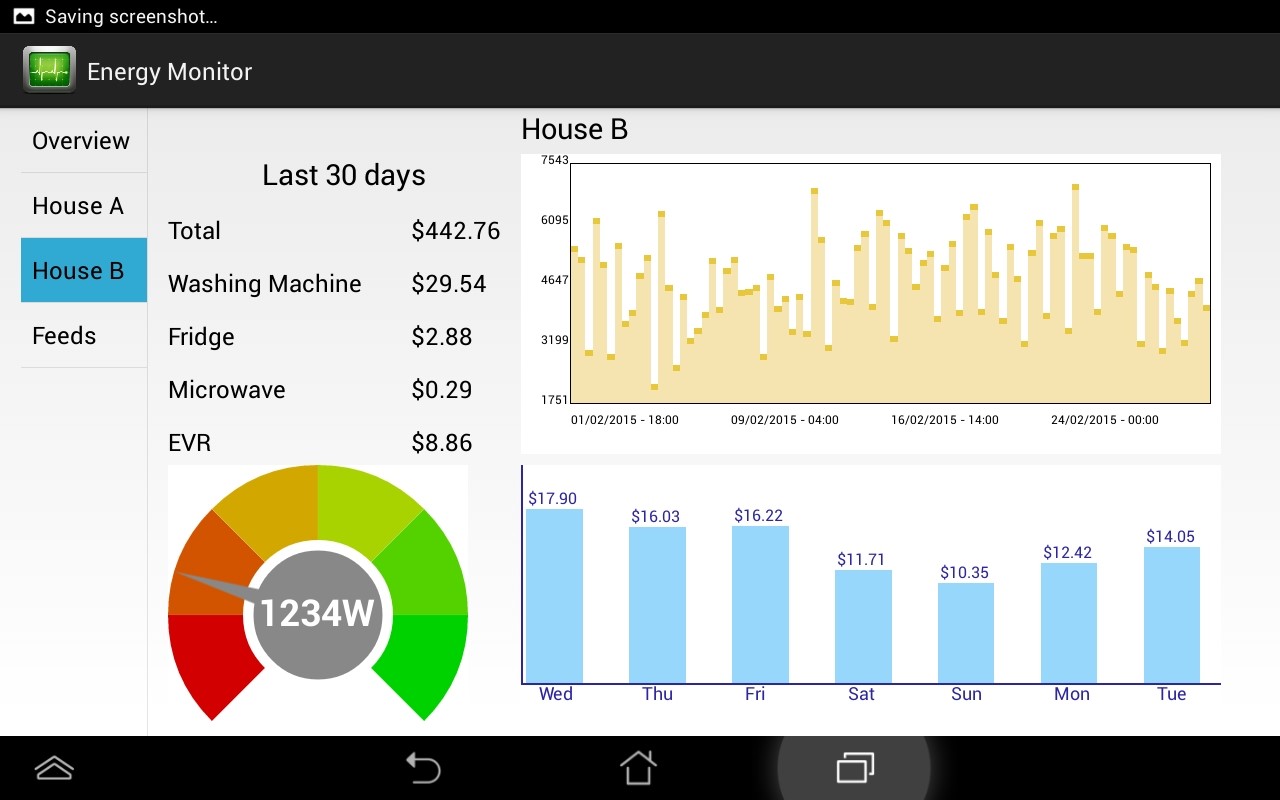 Saving screenshot...
Energy Monitor
Overview
House A
House B
Feeds
Last 30 days
Total $442.76
Washing Machine $29.54
Fridge $2.88
Microwave $0.29
EVR $8.86
1234W
House B
7543
6095
4647
3199
1751
01/02/2015 - 18:00 09/02/2015 - 04:00 16/02/2015 - 14:00 24/02/2015 - 00:00
$17.90 $16.03 $16.22 $11.71 $10.35 $12.42 $14.05
Wed Thu Fri Sat Sun Mon Tue